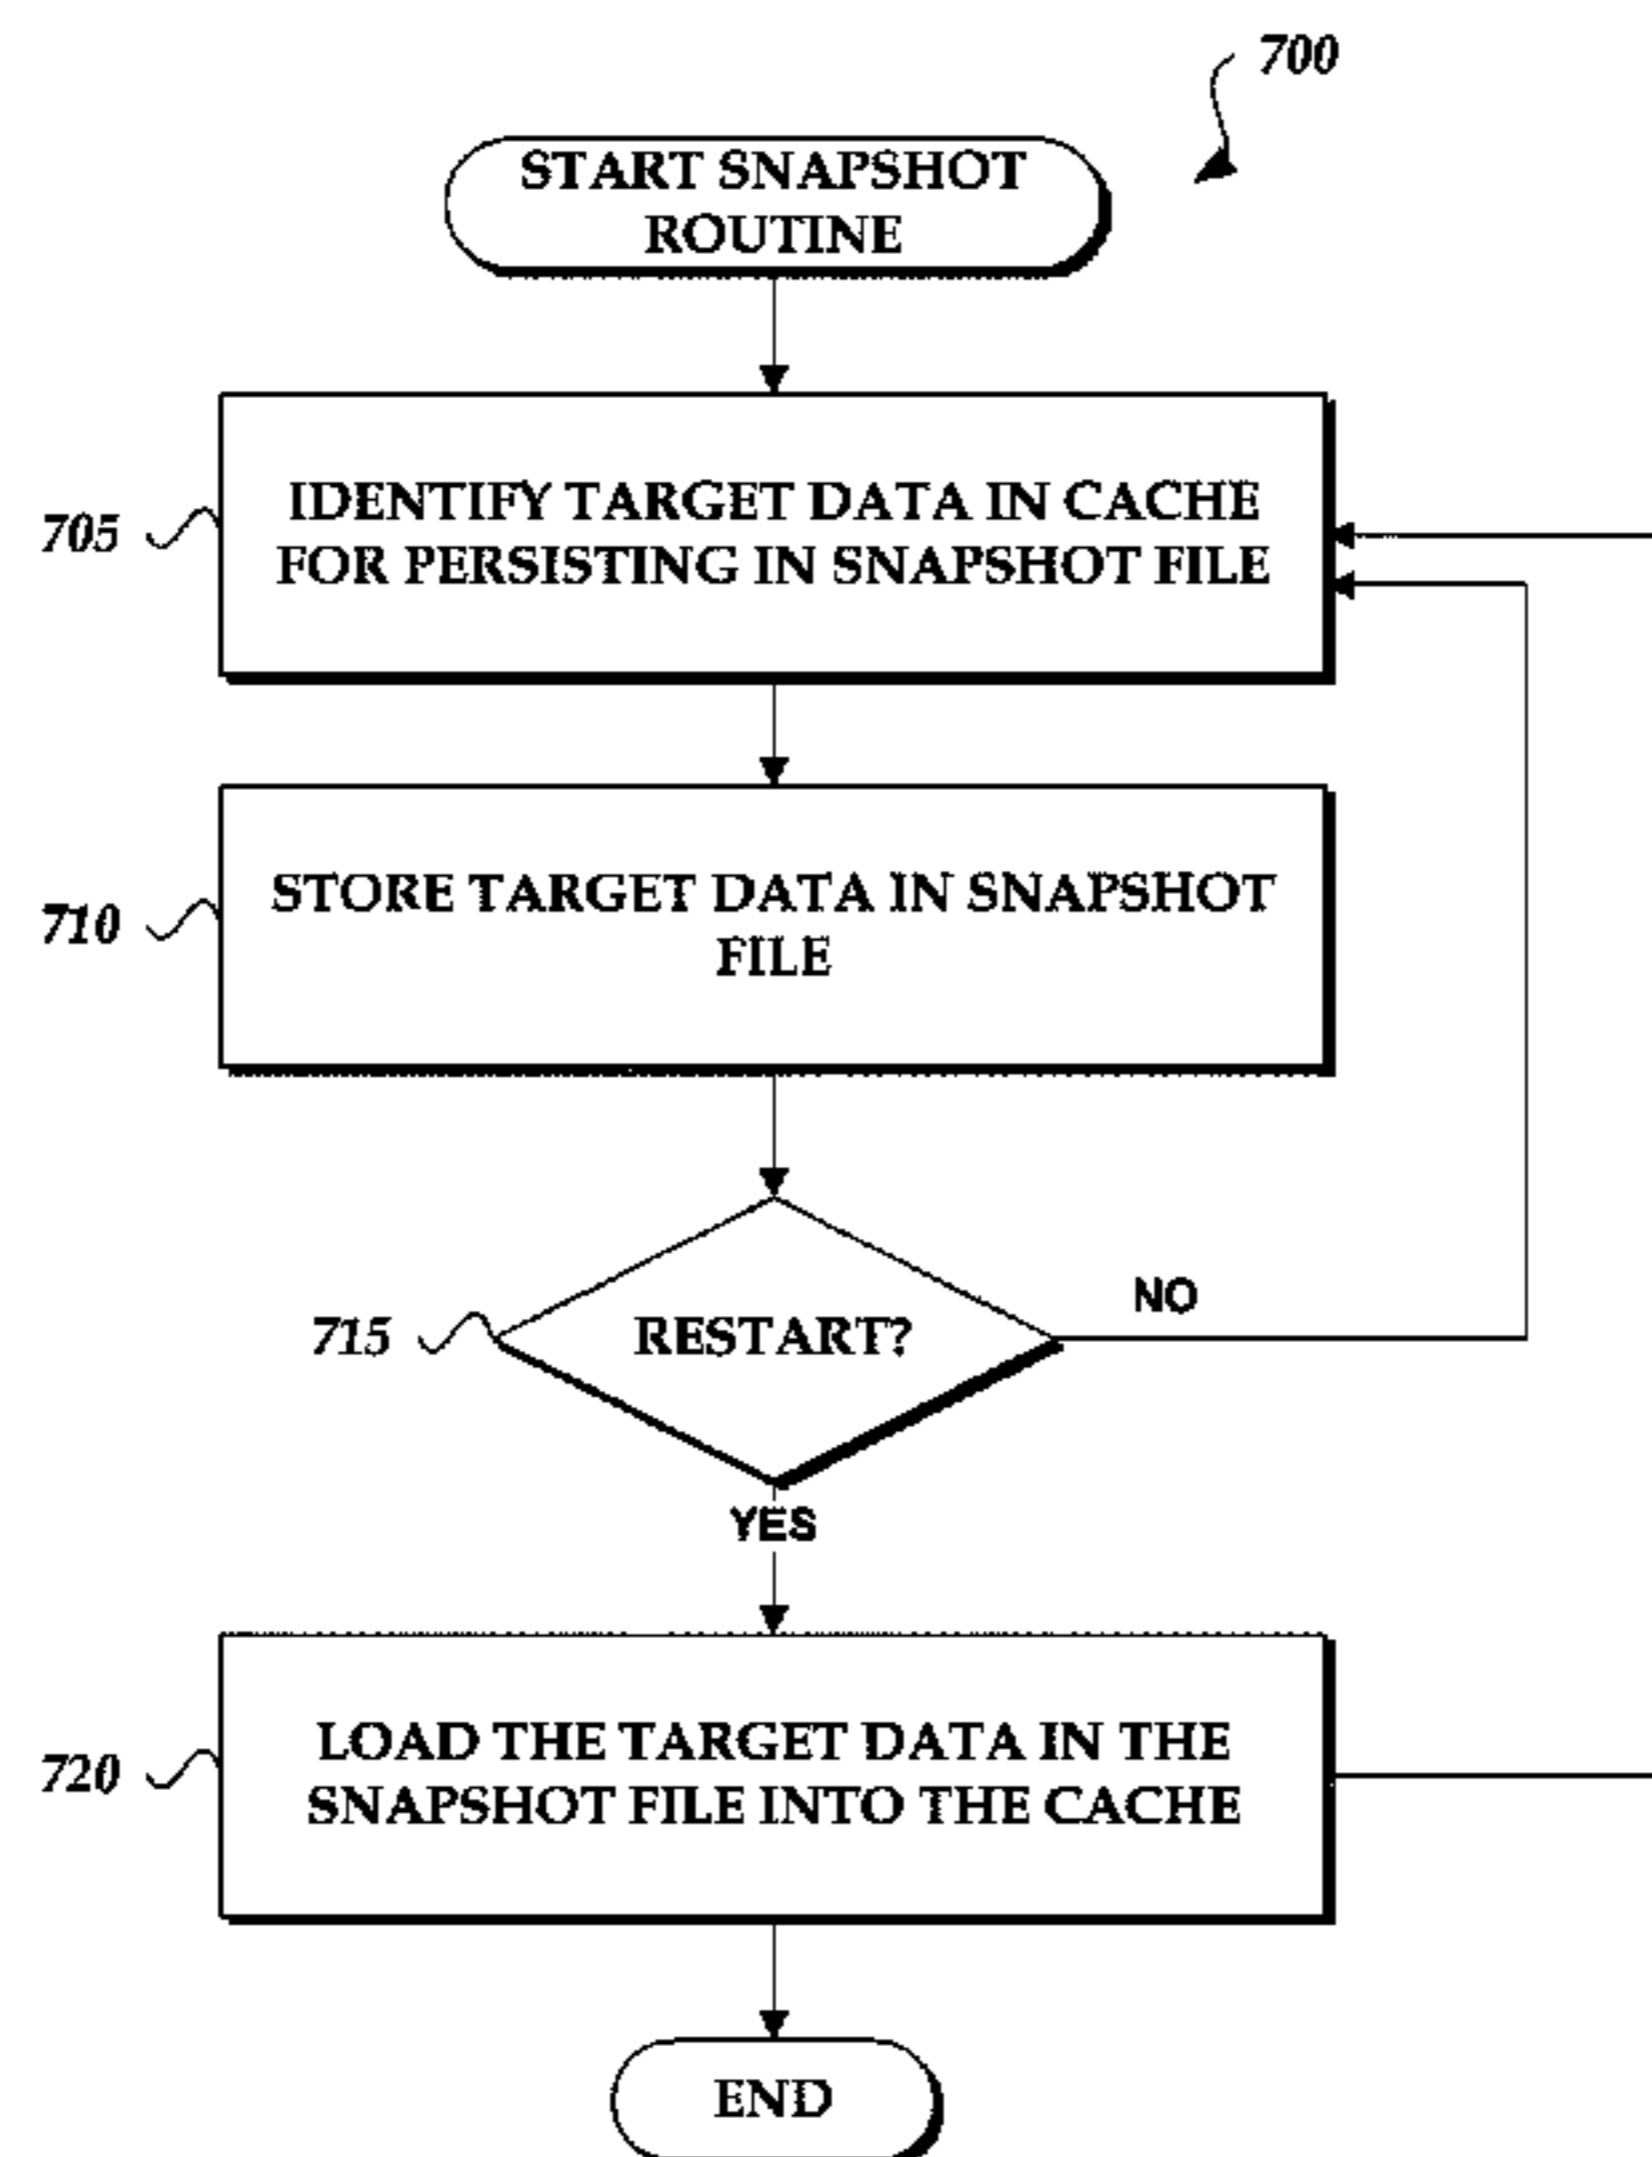 700
START SNAPSHOT
ROUTINE
705
IDENTIFY TARGET DATA IN CACHE
FOR PERSISTING IN SNAPSHOT FILE
710
STORE TARGET DATA IN SNAPSHOT
FILE
715
RESTART?
NO
YES
720
LOAD THE TARGET DATA IN THE
SNAPSHOT FILE INTO THE CACHE
END